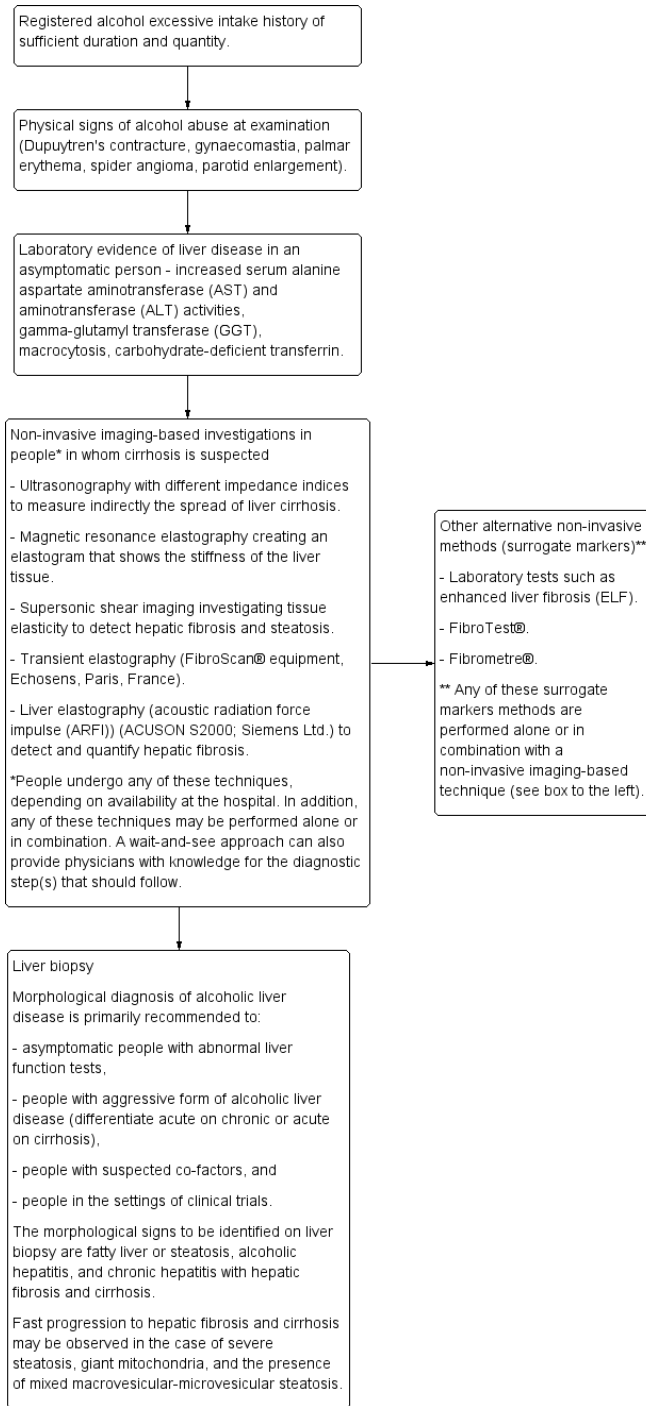 Registered alcohol excessive intake history of
sufficient duration and quantity.
Physical signs of alcohol abuse at examination
(Dupuytren's contracture, gynaecomastia, palmar
erythema, spider angioma, parotid enlargement).
Laboratory evidence of liver disease in an
asymptomatic person - increased serum alanine
aspartate aminotransferase (AST) and
aminotransferase (ALT) activities,
gamma-glutamyl transferase (GGT),
macrocytosis, carbohydrate-deficient transferrin.
Non-invasive imaging-based investigations in
people* in whom cirrhosis is suspected
- Ultrasonography with different impedance indices
to measure indirectly the spread of liver cirrhosis.
- Magnetic resonance elastography creating an
elastogram that shows the stiffness of the liver
tissue.
- Supersonic shear imaging investigating tissue
elasticity to detect hepatic fibrosis and steatosis.
- Transient elastography (FibroScan® equipment,
Echosens, Paris, France).
- Liver elastography (acoustic radiation force
impulse (ARFI)) (ACUSON S2000; Siemens Ltd.) to
detect and quantify hepatic fibrosis.
*People undergo any of these techniques,
depending on availability at the hospital. In addition,
any of these techniques may be performed alone or
in combination. A wait-and-see approach can also
provide physicians with knowledge for the diagnostic
step(s) that should follow.
Other alternative non-invasive
methods (surrogate markers)**
- Laboratory tests such as
enhanced liver fibrosis (ELF).
- FibroTest®.
- Fibrometre®.
** Any of these surrogate
markers methods are
performed alone or in
combination with a
non-invasive imaging-based
technique (see box to the left).
Liver biopsy
Morphological diagnosis of alcoholic liver
disease is primarily recommended to:
- asymptomatic people with abnormal liver
function tests,
- people with aggressive form of alcoholic liver
disease (differentiate acute on chronic or acute
on cirrhosis),
- people with suspected co-factors, and
- people in the settings of clinical trials.
The morphological signs to be identified on liver
biopsy are fatty liver or steatosis, alcoholic
hepatitis, and chronic hepatitis with hepatic
fibrosis and cirrhosis.
Fast progression to hepatic fibrosis and cirrhosis
may be observed in the case of severe
steatosis, giant mitochondria, and the presence
of mixed macrovesicular-microvesicular steatosis.